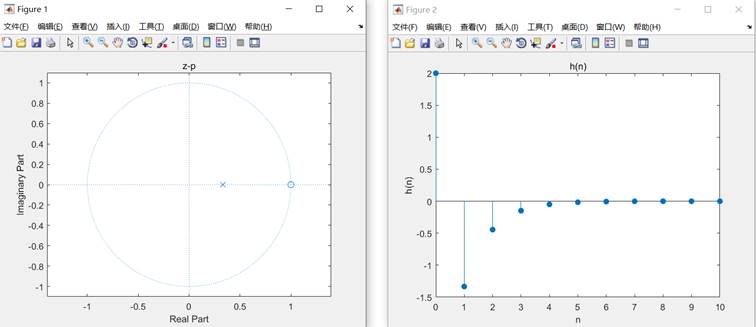 Figure 1
文件(F) 编辑(E) 查看(V) 插入(I) 工具(T) 桌面(D) 窗口(W) 帮助(H)
z-p
1
0.8
0.6
0.4
0.2
0
-0.2
-0.4
-0.6
-0.8
-1
Imaginary Part
-1 -0.5 0 0.5 1
Real Part
Figure 2
文件(F) 编辑(E) 查看(V) 插入(I) 工具(T) 桌面(D) 窗口(W) 帮助(H)
h(n)
2
1.5
1
0.5
0
-0.5
-1
-1.5
h(n)
0 1 2 3 4 5 6 7 8 9 10
n